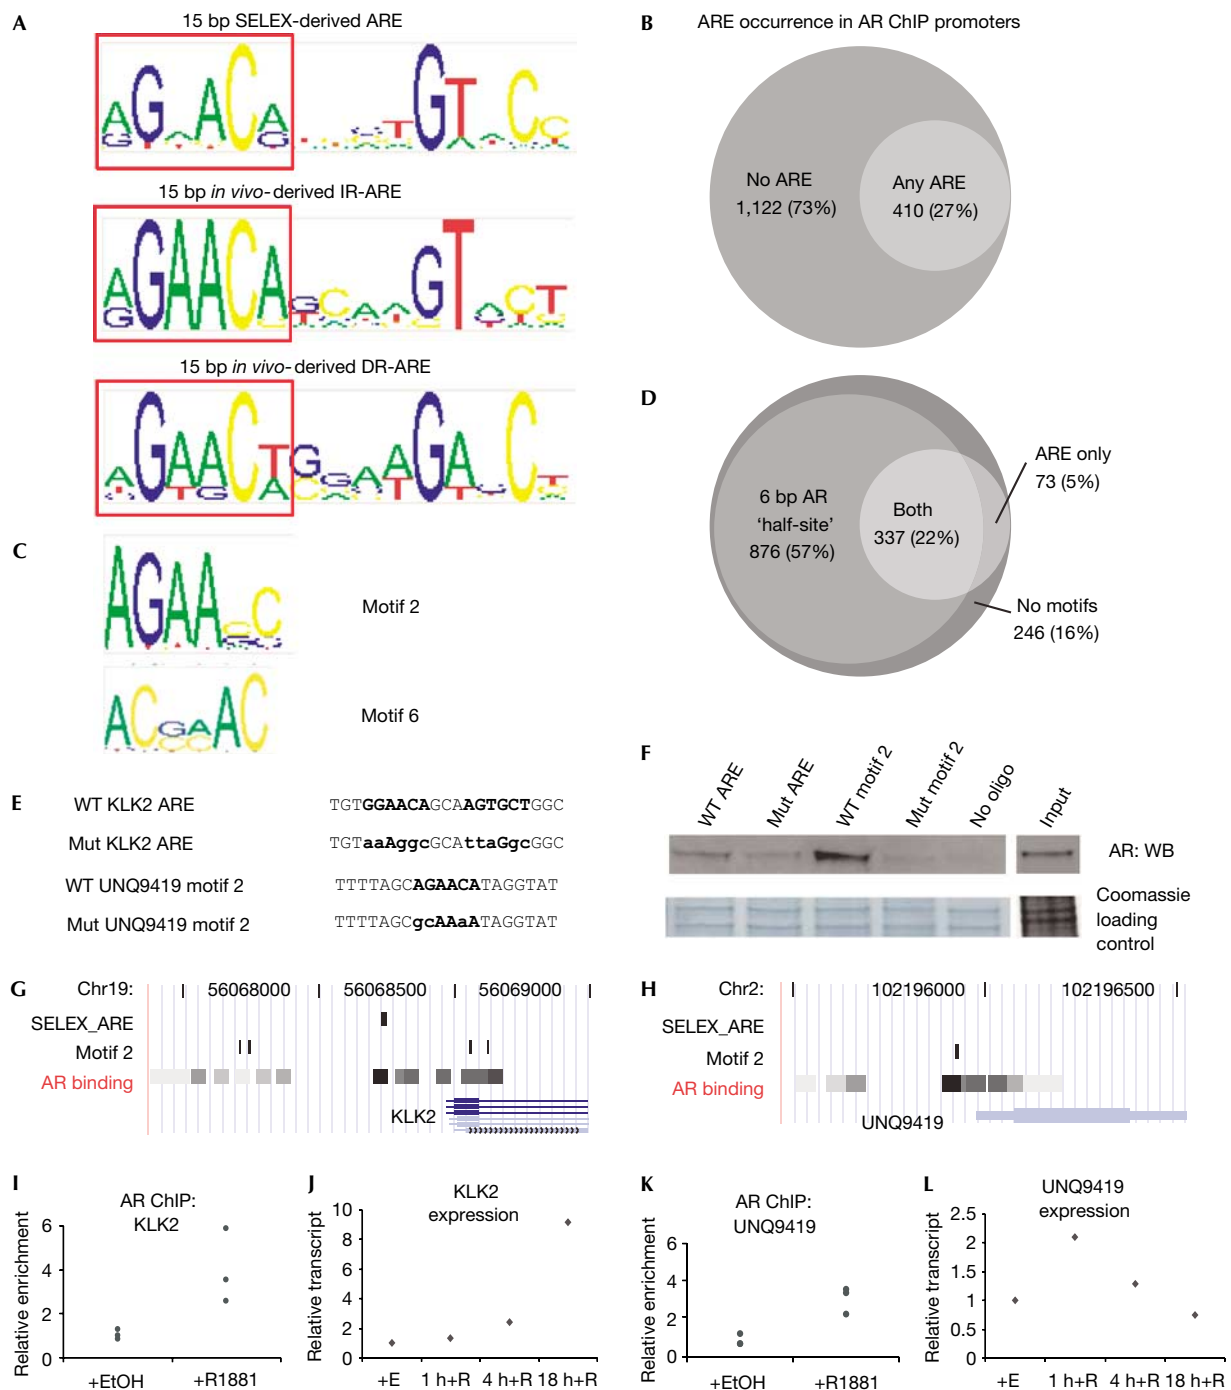 A
15 bp SELEX-derived ARE
15 bp in vivo-derived IR-ARE
15 bp in vivo-derived DR-ARE
B
ARE occurrence in AR ChIP promoters
No ARE
1,122 (73%)
Any ARE
410 (27%)
C
Motif 2
Motif 6
D
6 bp AR
‘half-site’
876 (57%)
Both
337 (22%)
ARE only
73 (5%)
No motifs
246 (16%)
E
WT KLK2 ARE TGTGGAACAGCAAGTGCTGGC
Mut KLK2 ARE TGTaaAggcGCAttaGgcGGC
WT UNQ9419 motif 2 TTTTAGCAGAACATAGGTAT
Mut UNQ9419 motif 2 TTTTAGCgcAAaATAGGTAT
F
WT ARE
Mut ARE
WT motif 2
Mut motif 2
No oligo
Input
AR: WB
Coomassie
loading
control
G
Chr19: 56068000 56068500 56069000
SELEX_ARE
Motif 2
AR binding
KLK2
H
Chr2: 102196000 102196500
SELEX_ARE
Motif 2
AR binding
UNQ9419
I
AR ChIP:
KLK2
Relative enrichment
6
4
2
0
+EtOH +R1881
J
KLK2
expression
Relative transcript
10
8
6
4
2
0
+E 1 h+R 4 h+R 18 h+R
K
AR ChIP:
UNQ9419
Relative enrichment
6
4
2
0
+EtOH +R1881
L
UNQ9419
expression
Relative transcript
2.5
2
1.5
1
0.5
0
+E 1 h+R 4 h+R 18 h+R